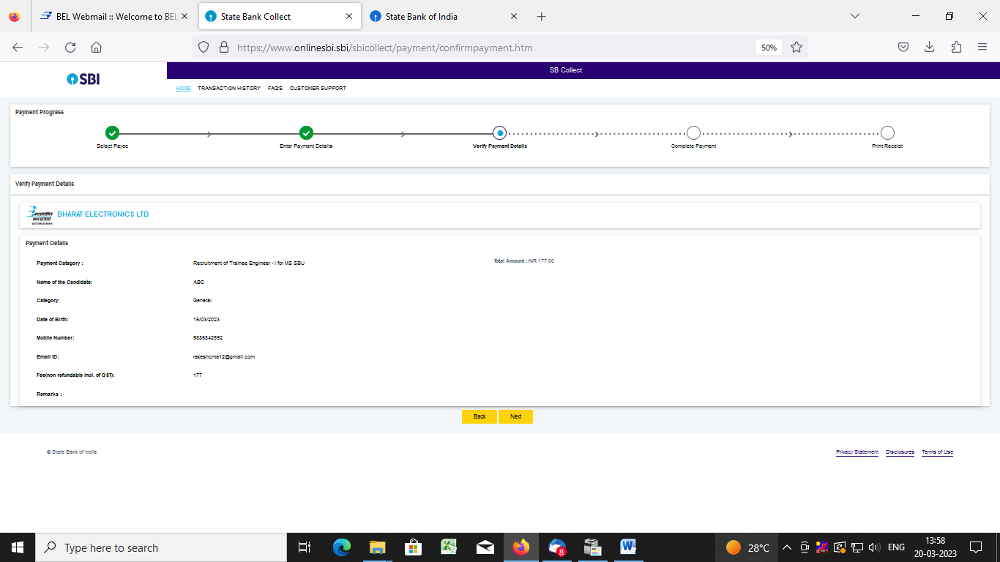 BEL Webmail :: Welcome to BEL
State Bank Collect
State Bank of India
https://www.onlinesbi.sbi/sbicollect/payment/confirmpayment.htm
50%
SBI
SB Collect
HOME TRANSACTION HISTORY FAQ'S CUSTOMER SUPPORT
Payment Progress
Select Payee
Enter Payment Details
Verify Payment Details
Complete Payment
Print Receipt
Verify Payment Details
BHARAT ELECTRONICS LTD
Payment Details
Payment Category : Recruitment of Trainee Engineer - I for MS SBU
Total Amount :INR 177.00
Name of the Candidate: ABC
Category: General
Date of Birth: 15/03/2023
Mobile Number: 9886842592
Email ID: rakeshcma12@gmail.com
Fee(non refundable incl. of GST): 177
Remarks :
Back
Next
© State Bank of India
Privacy Statement Disclosures Terms of Use
Type here to search
8
28°C
ENG
13:58
20-03-2023